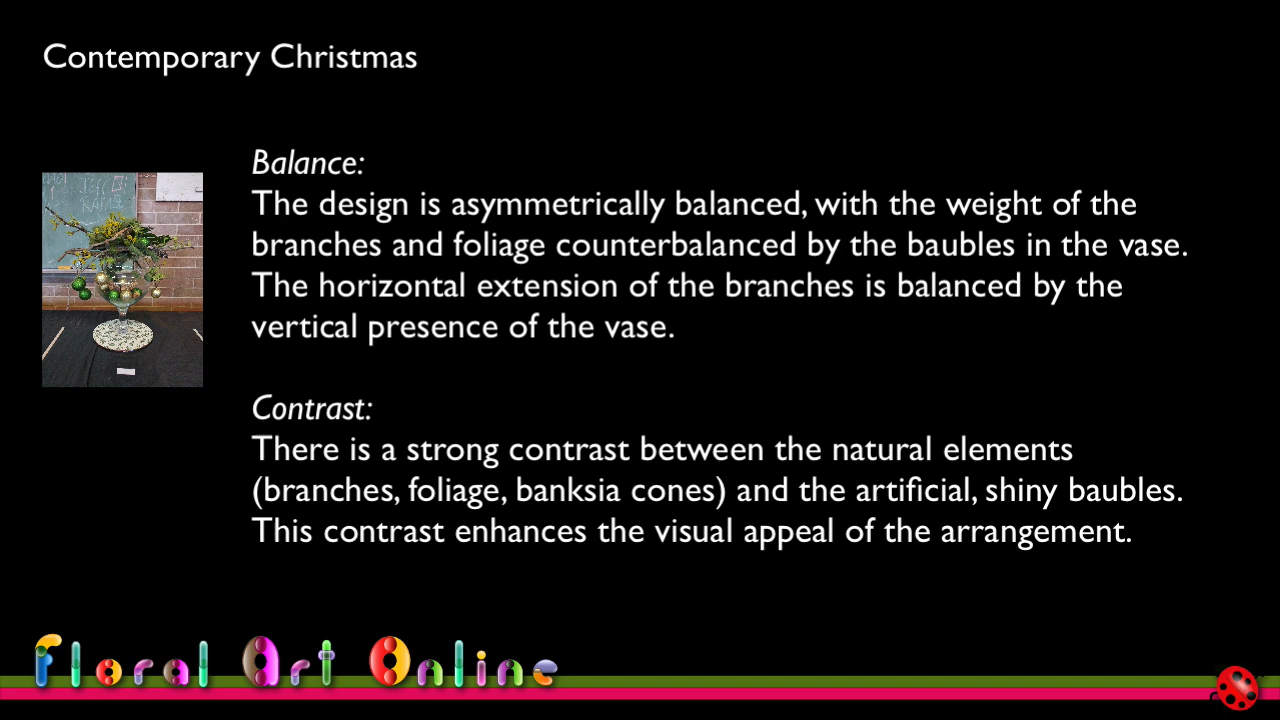 Contemporary Christmas
Balance:
The design is asymmetrically balanced, with the weight of the
branches and foliage counterbalanced by the baubles in the vase.
The horizontal extension of the branches is balanced by the
vertical presence of the vase.
Contrast:
There is a strong contrast between the natural elements
(branches, foliage, banksia cones) and the artificial, shiny baubles.
This contrast enhances the visual appeal of the arrangement.
Floral Art Online